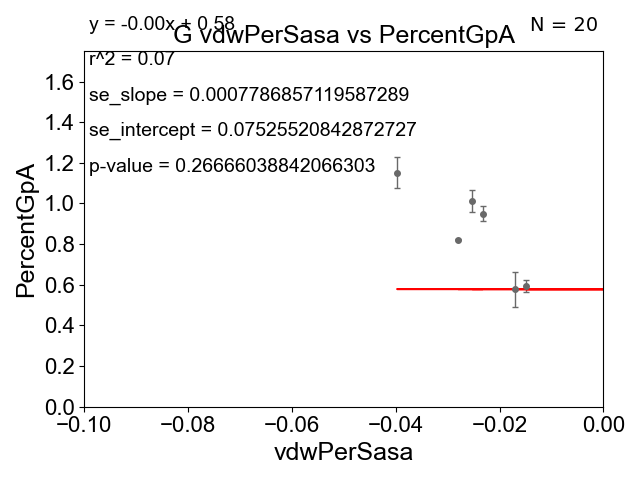 y = -0.00x + 0.58
G vdwPerSasa vs PercentGpA
N = 20
r^2 = 0.07
se_slope = 0.0007786857119587289
se_intercept = 0.07525520842872727
p-value = 0.26666038842066303
PercentGpA
1.6
1.4
1.2
1.0
0.8
0.6
0.4
0.2
0.0
−0.10
−0.08
−0.06
−0.04
−0.02
0.00
vdwPerSasa